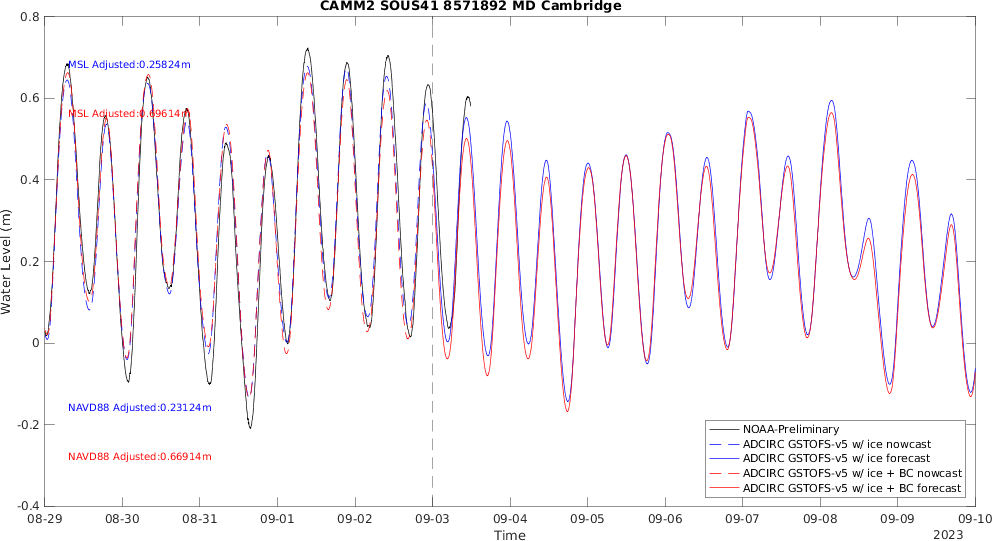 CAMM2 SOUS41 8571892 MD Cambridge
0.8
0.6
0.4
0.2
0
-0.2
-0.4
Water Level (m)
MSL Adjusted:0.25824m
MSL Adjusted:0.69614m
NAVD88 Adjusted:0.23124m
NAVD88 Adjusted:0.66914m
NOAA-Preliminary
ADCIRC GSTOFS-v5 w/ ice nowcast
ADCIRC GSTOFS-v5 w/ ice forecast
ADCIRC GSTOFS-v5 w/ ice + BC nowcast
ADCIRC GSTOFS-v5 w/ ice + BC forecast
08-29 08-30 08-31 09-01 09-02 09-03 09-04 09-05 09-06 09-07 09-08 09-09 09-10
Time
2023